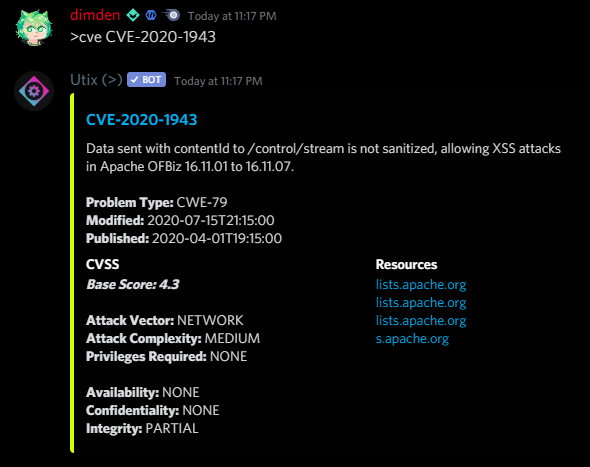 dimden Today at 11:17 PM
>cve CVE-2020-1943
Utix (>) BOT Today at 11:17 PM
CVE-2020-1943
Data sent with contentId to /control/stream is not sanitized, allowing XSS attacks
in Apache OFBiz 16.11.01 to 16.11.07.
Problem Type: CWE-79
Modified: 2020-07-15T21:15:00
Published: 2020-04-01T19:15:00
CVSS
Base Score: 4.3
Attack Vector: NETWORK
Attack Complexity: MEDIUM
Privileges Required: NONE
Availability: NONE
Confidentiality: NONE
Integrity: PARTIAL
Resources
lists.apache.org
lists.apache.org
lists.apache.org
s.apache.org